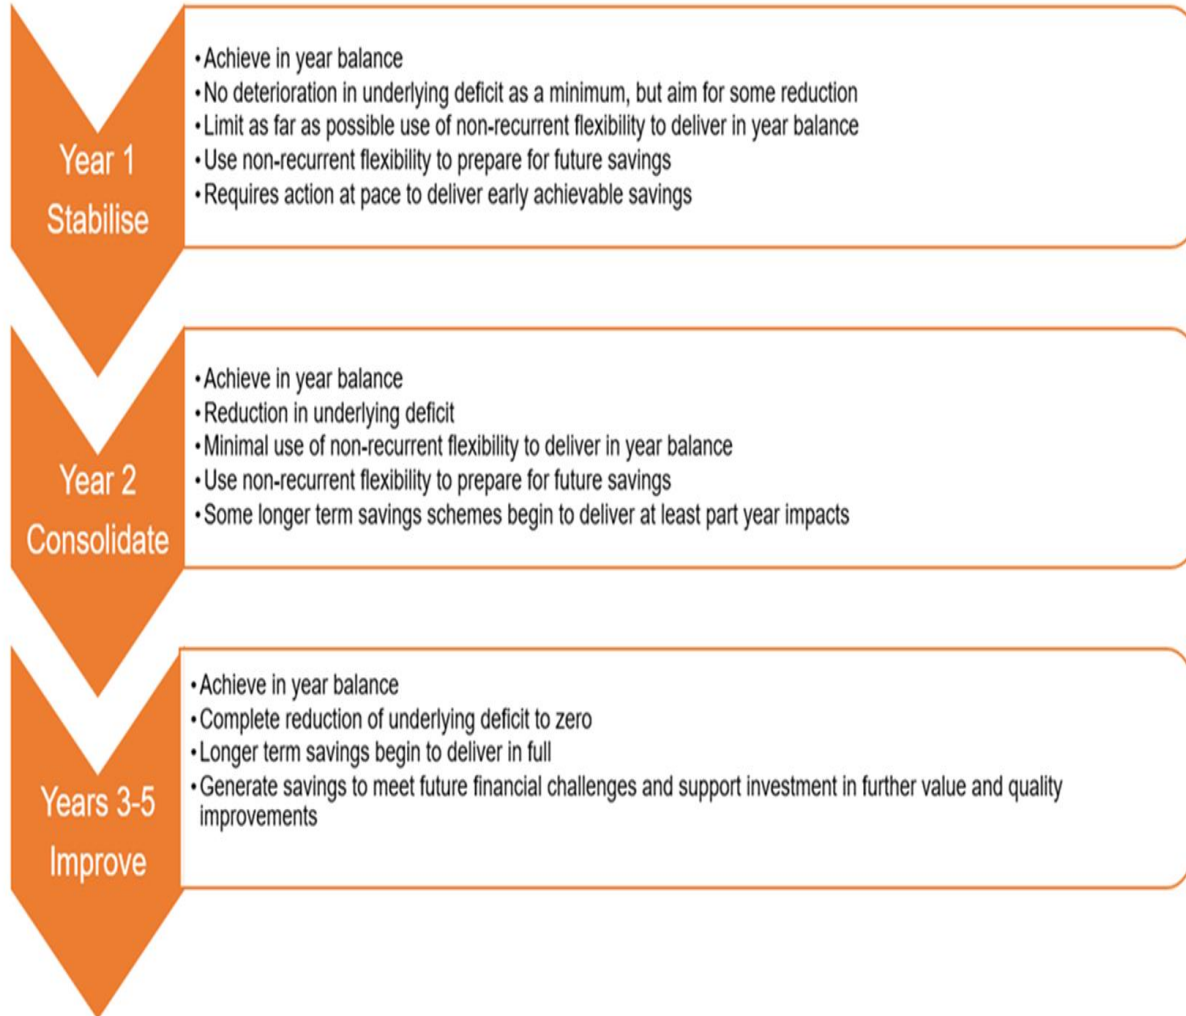 Year 1
Stabilise
•Achieve in year balance
•No deterioration in underlying deficit as a minimum, but aim for some reduction
•Limit as far as possible use of non-recurrent flexibility to deliver in year balance
•Use non-recurrent flexibility to prepare for future savings
•Requires action at pace to deliver early achievable savings
Year 2
Consolidate
•Achieve in year balance
•Reduction in underlying deficit
•Minimal use of non-recurrent flexibility to deliver in year balance
•Use non-recurrent flexibility to prepare for future savings
•Some longer term savings schemes begin to deliver at least part year impacts
Years 3-5
Improve
•Achieve in year balance
•Complete reduction of underlying deficit to zero
•Longer term savings begin to deliver in full
•Generate savings to meet future financial challenges and support investment in further value and quality
improvements